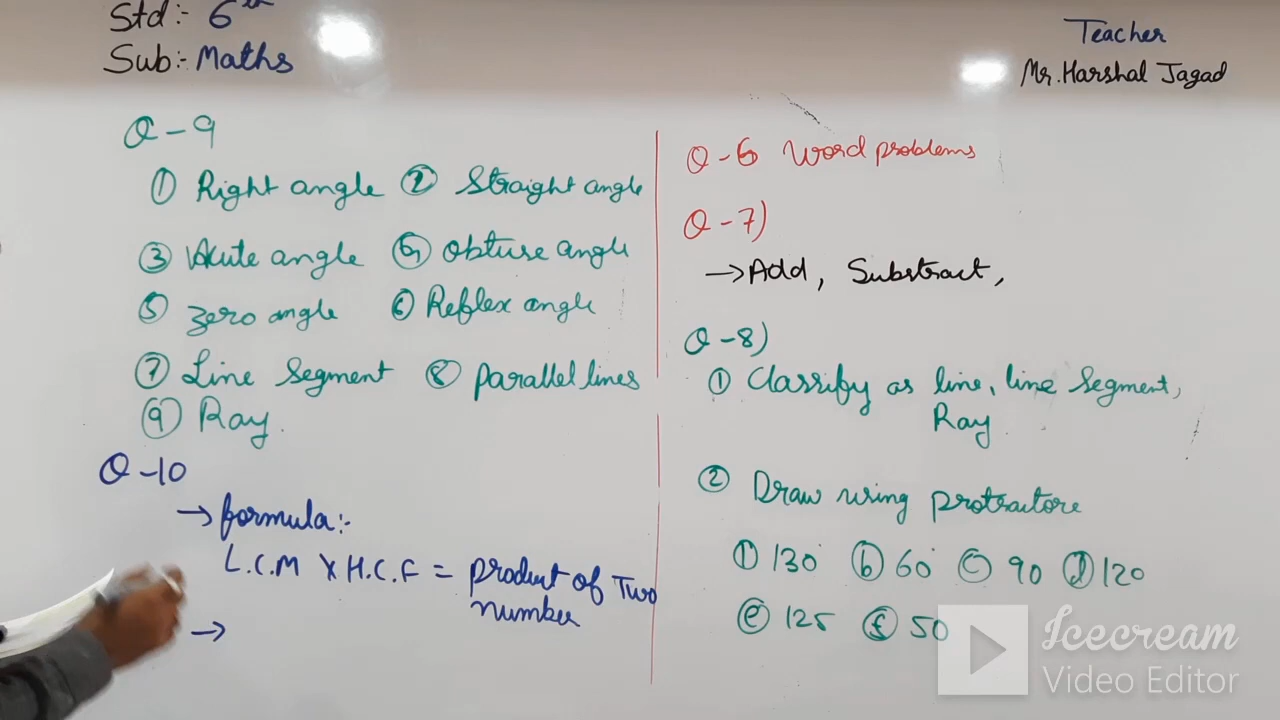 Std:- 6th
Sub:- Maths
Teacher
Mr. Harshal Jagad
Q - 9
① Right angle ② Straight angle
③ Acute angle ④ Obtuse angle
⑤ zero angle ⑥ Reflex angle
⑦ Line Segment ⑧ parallel lines
⑨ Ray.
Q - 10
→ formula:-
L.C.M X H.C.F = product of Two
number
→
Q - 6 Word problems
Q - 7)
→ Add, Substract,
Q - 8)
① Classify as line, line Segment,
Ray
② Draw using protractore
① 130° ⓑ 60° ⓒ 90 ⓓ 120
ⓔ 125 ⓕ 50
Icecream
Video Editor